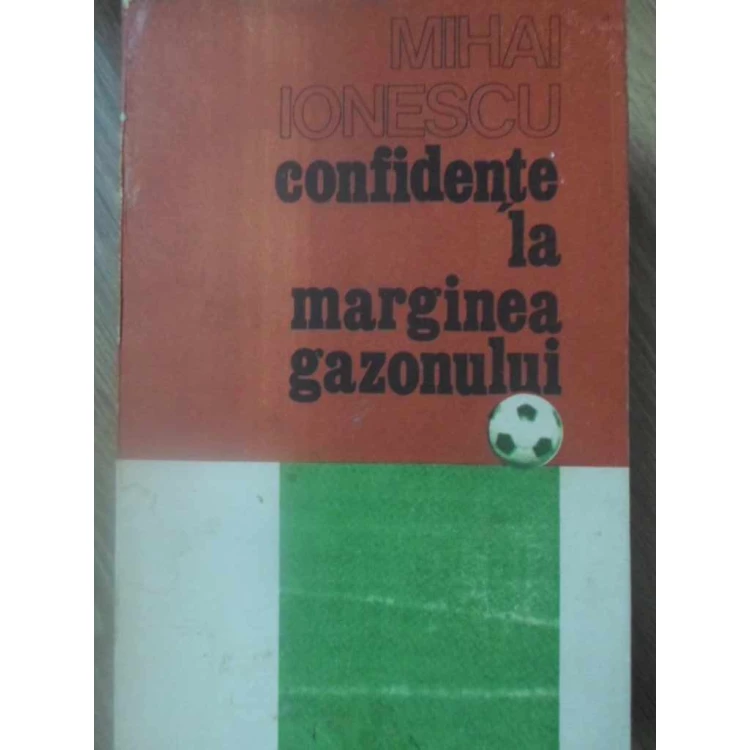 MIHAI
IONESCU
confidențe
la
marginea
gazonului